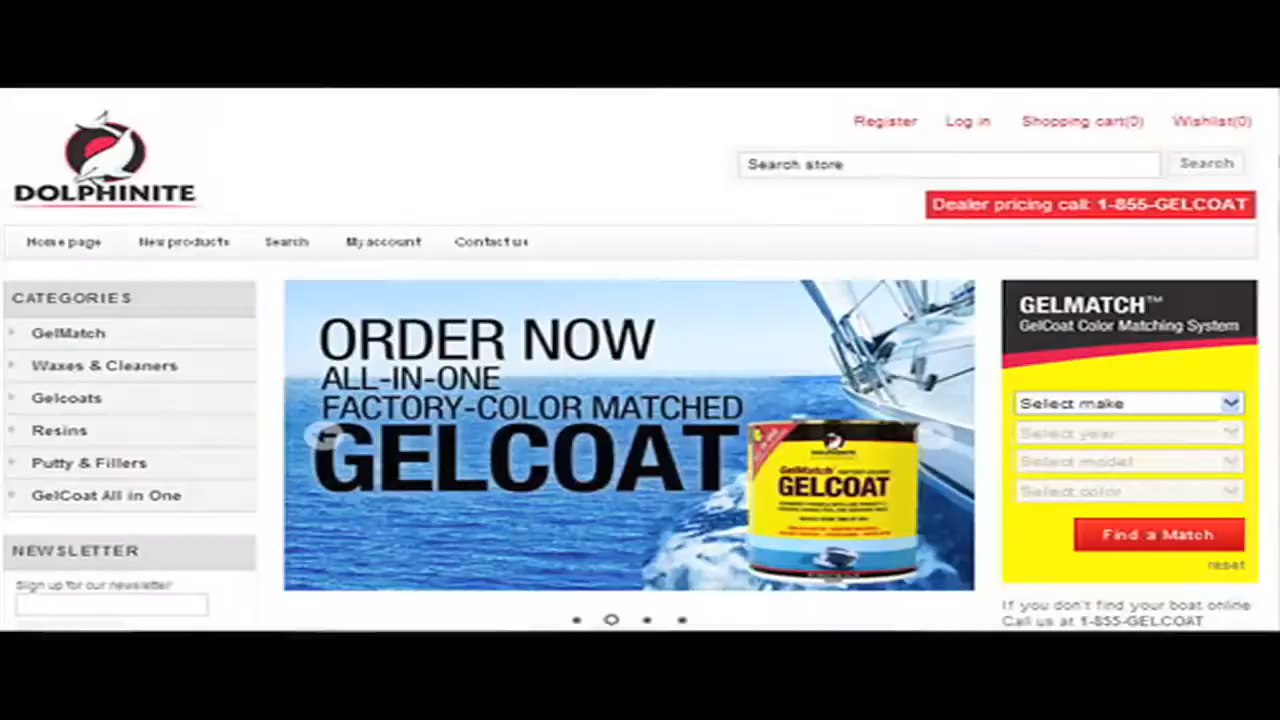 DOLPHINITE
Register Log in Shopping cart(0) Wishlist(0)
Search store Search
Dealer pricing call: 1-855-GELCOAT
Home page New products Search My account Contact us
CATEGORIES
GelMatch
Waxes & Cleaners
Gelcoats
Resins
Putty & Fillers
GelCoat All in One
NEWSLETTER
Sign up for our newsletter
ORDER NOW
ALL-IN-ONE
FACTORY-COLOR MATCHED
GELCOAT
DOLPHINITE
GelMatch
GELCOAT
GELMATCH™
GelCoat Color Matching System
Select make
Select year
Select model
Select color
Find a Match
reset
If you don't find your boat online
Call us at 1-855-GELCOAT